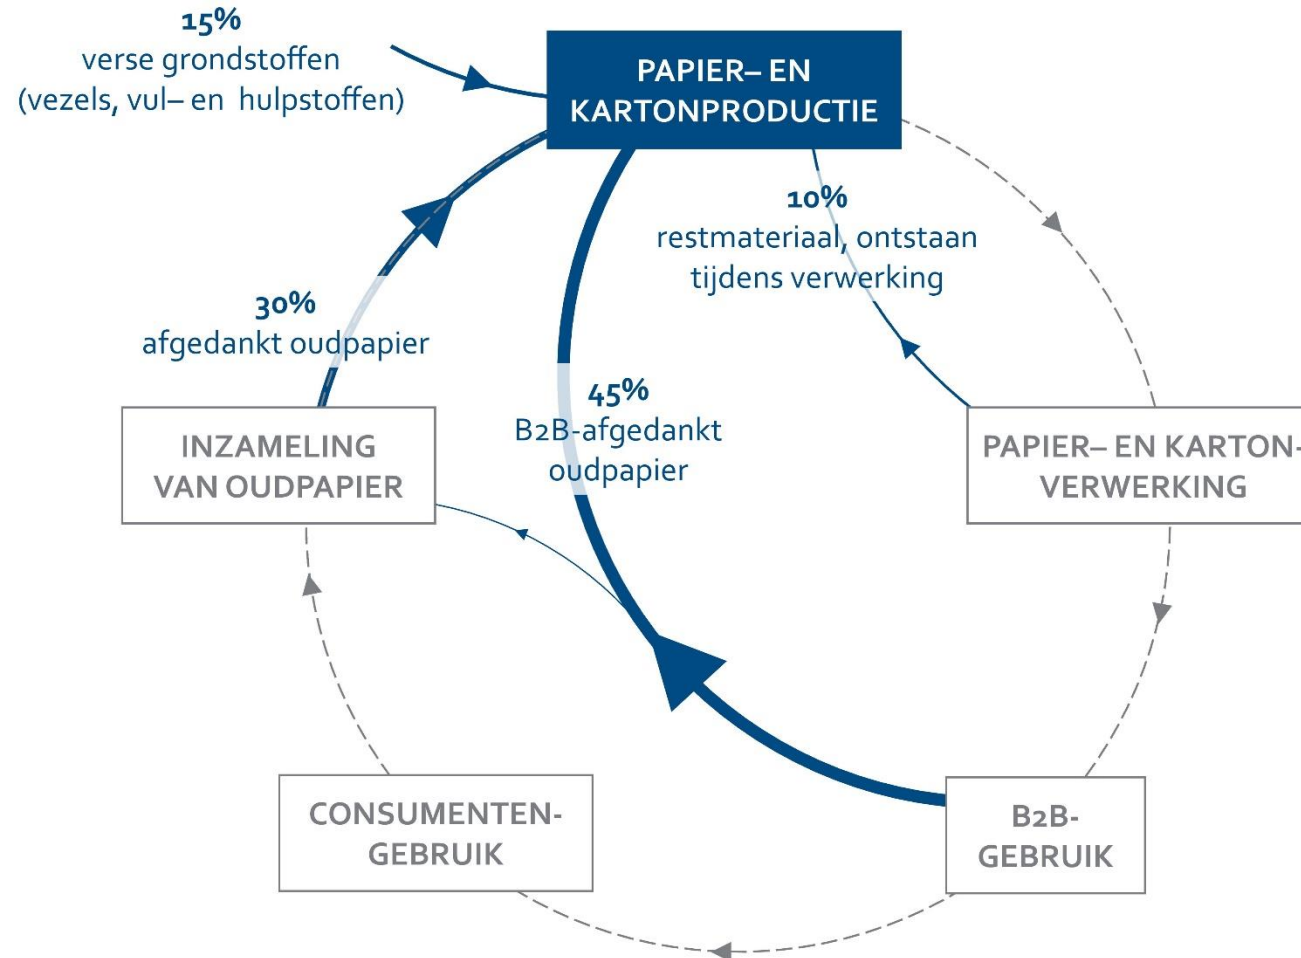 15%
verse grondstoffen
(vezels, vul– en hulpstoffen)
PAPIER– EN
KARTONPRODUCTIE
10%
restmateriaal, ontstaan
tijdens verwerking
30%
afgedankt oudpapier
45%
B2B-afgedankt
oudpapier
INZAMELING
VAN OUDPAPIER
PAPIER– EN KARTON-
VERWERKING
CONSUMENTEN-
GEBRUIK
B2B-
GEBRUIK